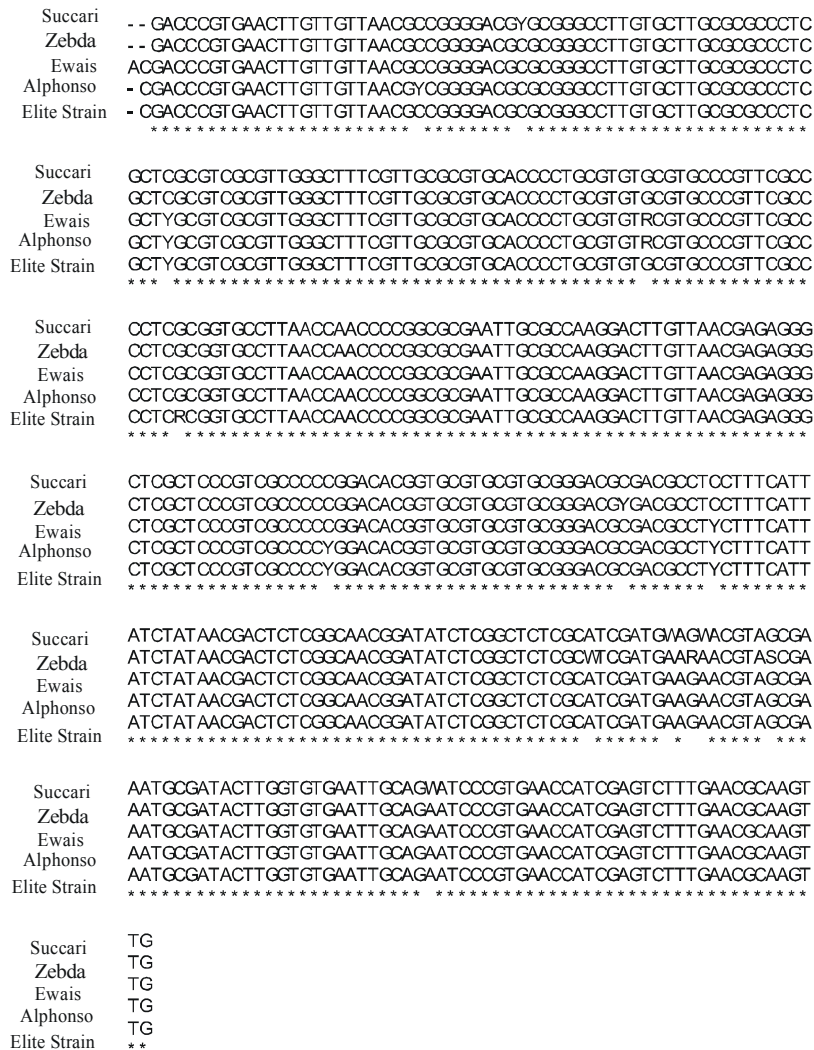 Succari --GACCCGTGAACTTGTTGTTAACGCCGGGGACGYGCGGGCCTTGTGCTTGCGCGCCCTC
Zebda --GACCCGTGAACTTGTTGTTAACGCCGGGGACGCGCGGGCCTTGTGCTTGCGCGCCCTC
Ewais ACGACCCGTGAACTTGTTGTTAACGCCGGGGACGCGCGGGCCTTGTGCTTGCGCGCCCTC
Alphonso -CGACCCGTGAACTTGTTGTTAACGYCGGGGACGCGCGGGCCTTGTGCTTGCGCGCCCTC
Elite Strain -CGACCCGTGAACTTGTTGTTAACGCCGGGGACGCGCGGGCCTTGTGCTTGCGCGCCCTC
*********************** ******** *************************
Succari GCTCGCGTCGCGTTGGGCTTTCGTTGCGCGTGCACCCCTGCGTGTGCGTGCCCGTTCGCC
Zebda GCTCGCGTCGCGTTGGGCTTTCGTTGCGCGTGCACCCCTGCGTGTGCGTGCCCGTTCGCC
Ewais GCTYGCGTCGCGTTGGGCTTTCGTTGCGCGTGCACCCCTGCGTGTRCGTGCCCGTTCGCC
Alphonso GCTYGCGTCGCGTTGGGCTTTCGTTGCGCGTGCACCCCTGCGTGTRCGTGCCCGTTCGCC
Elite Strain GCTYGCGTCGCGTTGGGCTTTCGTTGCGCGTGCACCCCTGCGTGTGCGTGCCCGTTCGCC
*** ***************************************** **************
Succari CCTCGCGGTGCCTTAACCAACCCCGGCGCGAATTGCGCCAAGGACTTGTTAACGAGAGGG
Zebda CCTCGCGGTGCCTTAACCAACCCCGGCGCGAATTGCGCCAAGGACTTGTTAACGAGAGGG
Ewais CCTCGCGGTGCCTTAACCAACCCCGGCGCGAATTGCGCCAAGGACTTGTTAACGAGAGGG
Alphonso CCTCGCGGTGCCTTAACCAACCCCGGCGCGAATTGCGCCAAGGACTTGTTAACGAGAGGG
Elite Strain CCTCRCGGTGCCTTAACCAACCCCGGCGCGAATTGCGCCAAGGACTTGTTAACGAGAGGG
**** *******************************************************
Succari CTCGCTCCCGTCGCCCCCGGACACGGTGCGTGCGTGCGGGACGCGACGCCTCCTTTCATT
Zebda CTCGCTCCCGTCGCCCCCGGACACGGTGCGTGCGTGCGGGACGYGACGCCTCCTTTCATT
Ewais CTCGCTCCCGTCGCCCCCGGACACGGTGCGTGCGTGCGGGACGCGACGCCTYCTTTCATT
Alphonso CTCGCTCCCGTCGCCCCYGGACACGGTGCGTGCGTGCGGGACGCGACGCCTYCTTTCATT
Elite Strain CTCGCTCCCGTCGCCCCYGGACACGGTGCGTGCGTGCGGGACGCGACGCCTYCTTTCATT
***************** ************************* ******* ********
Succari ATCTATAACGACTCTCGGCAACGGATATCTCGGCTCTCGCATCGATGWAGWACGTAGCGA
Zebda ATCTATAACGACTCTCGGCAACGGATATCTCGGCTCTCGCWTCGATGAARAACGTASCGA
Ewais ATCTATAACGACTCTCGGCAACGGATATCTCGGCTCTCGCATCGATGAAGAACGTAGCGA
Alphonso ATCTATAACGACTCTCGGCAACGGATATCTCGGCTCTCGCATCGATGAAGAACGTAGCGA
Elite Strain ATCTATAACGACTCTCGGCAACGGATATCTCGGCTCTCGCATCGATGAAGAACGTAGCGA
**************************************** ****** *  ***** ***
Succari AATGCGATACTTGGTGTGAATTGCAGWATCCCGTGAACCATCGAGTCTTTGAACGCAAGT
Zebda AATGCGATACTTGGTGTGAATTGCAGAATCCCGTGAACCATCGAGTCTTTGAACGCAAGT
Ewais AATGCGATACTTGGTGTGAATTGCAGAATCCCGTGAACCATCGAGTCTTTGAACGCAAGT
Alphonso AATGCGATACTTGGTGTGAATTGCAGAATCCCGTGAACCATCGAGTCTTTGAACGCAAGT
Elite Strain AATGCGATACTTGGTGTGAATTGCAGAATCCCGTGAACCATCGAGTCTTTGAACGCAAGT
************************** *********************************
Succari TG
Zebda TG
Ewais TG
Alphonso TG
Elite Strain TG
**